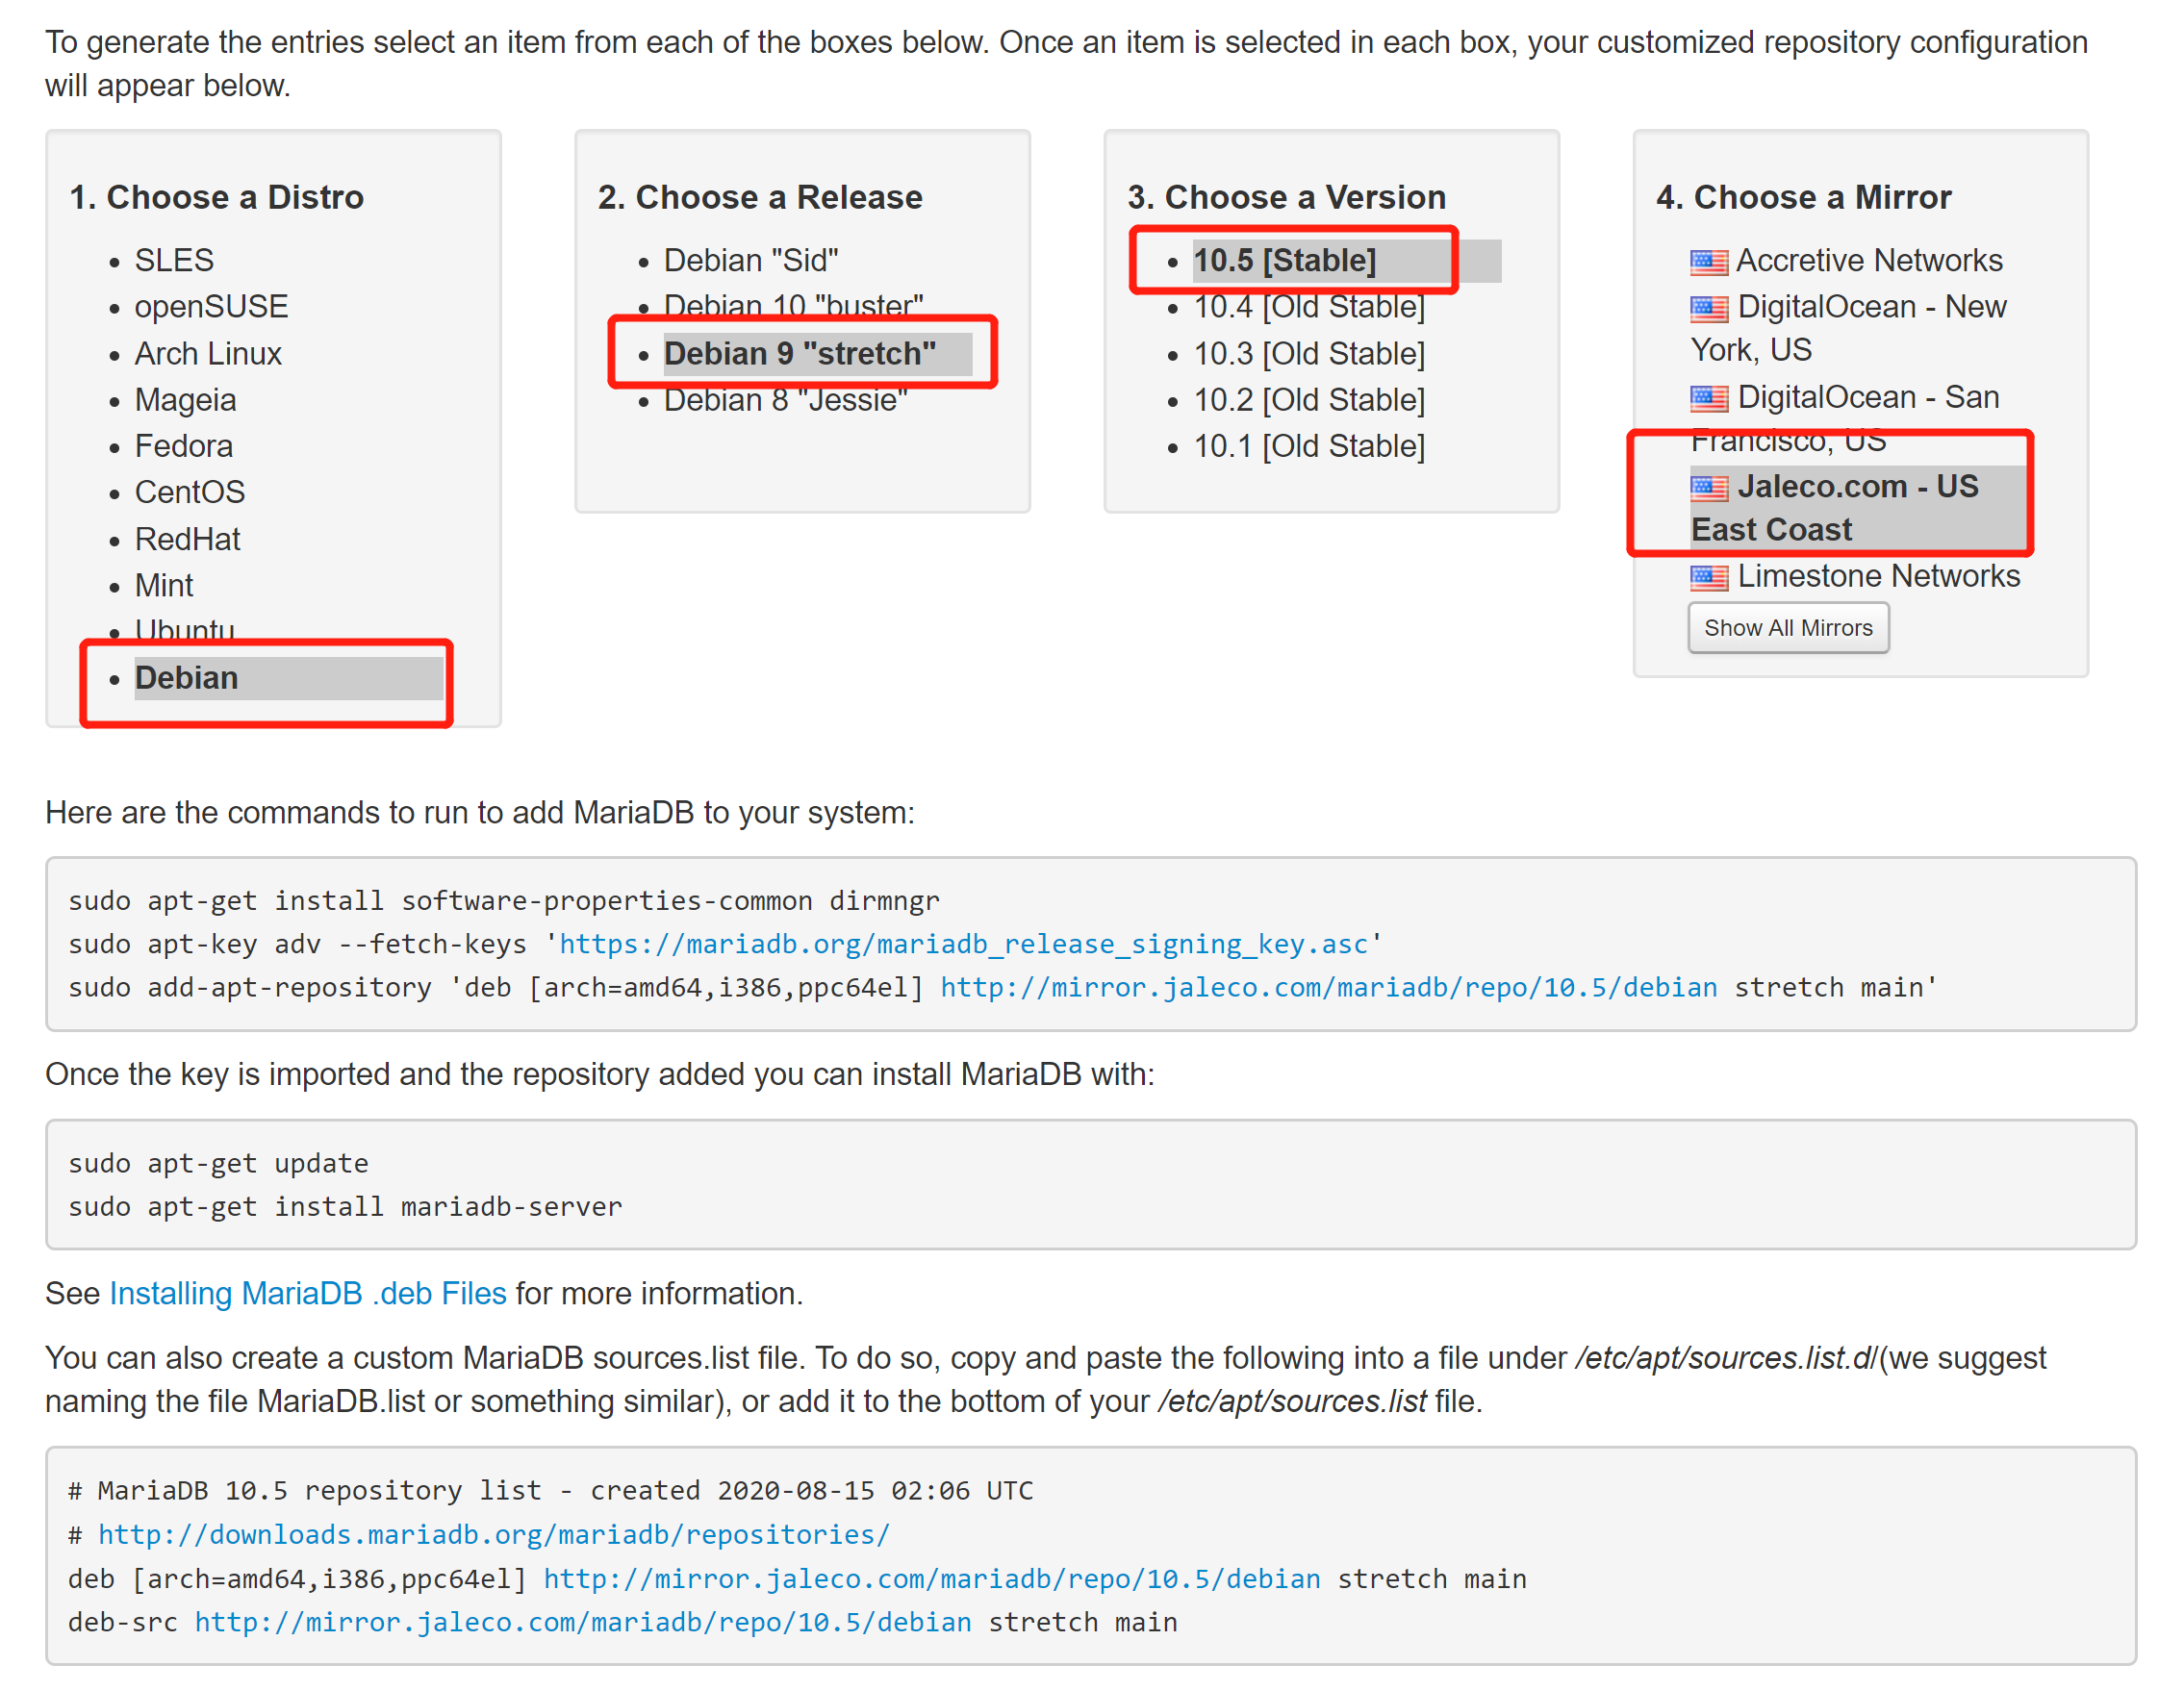 To generate the entries select an item from each of the boxes below. Once an item is selected in each box, your customized repository configuration
will appear below.
1. Choose a Distro
SLES
openSUSE
Arch Linux
Mageia
Fedora
CentOS
RedHat
Mint
Ubuntu
Debian
2. Choose a Release
Debian "Sid"
Debian 10 "buster"
Debian 9 "stretch"
Debian 8 "Jessie"
3. Choose a Version
10.5 [Stable]
10.4 [Old Stable]
10.3 [Old Stable]
10.2 [Old Stable]
10.1 [Old Stable]
4. Choose a Mirror
Accretive Networks
DigitalOcean - New
York, US
DigitalOcean - San
Francisco, US
Jaleco.com - US
East Coast
Limestone Networks
Show All Mirrors
Here are the commands to run to add MariaDB to your system:
sudo apt-get install software-properties-common dirmngr
sudo apt-key adv --fetch-keys 'https://mariadb.org/mariadb_release_signing_key.asc'
sudo add-apt-repository 'deb [arch=amd64,i386,ppc64el] http://mirror.jaleco.com/mariadb/repo/10.5/debian stretch main'
Once the key is imported and the repository added you can install MariaDB with:
sudo apt-get update
sudo apt-get install mariadb-server
See Installing MariaDB .deb Files for more information.
You can also create a custom MariaDB sources.list file. To do so, copy and paste the following into a file under /etc/apt/sources.list.d/(we suggest
naming the file MariaDB.list or something similar), or add it to the bottom of your /etc/apt/sources.list file.
# MariaDB 10.5 repository list - created 2020-08-15 02:06 UTC
# http://downloads.mariadb.org/mariadb/repositories/
deb [arch=amd64,i386,ppc64el] http://mirror.jaleco.com/mariadb/repo/10.5/debian stretch main
deb-src http://mirror.jaleco.com/mariadb/repo/10.5/debian stretch main